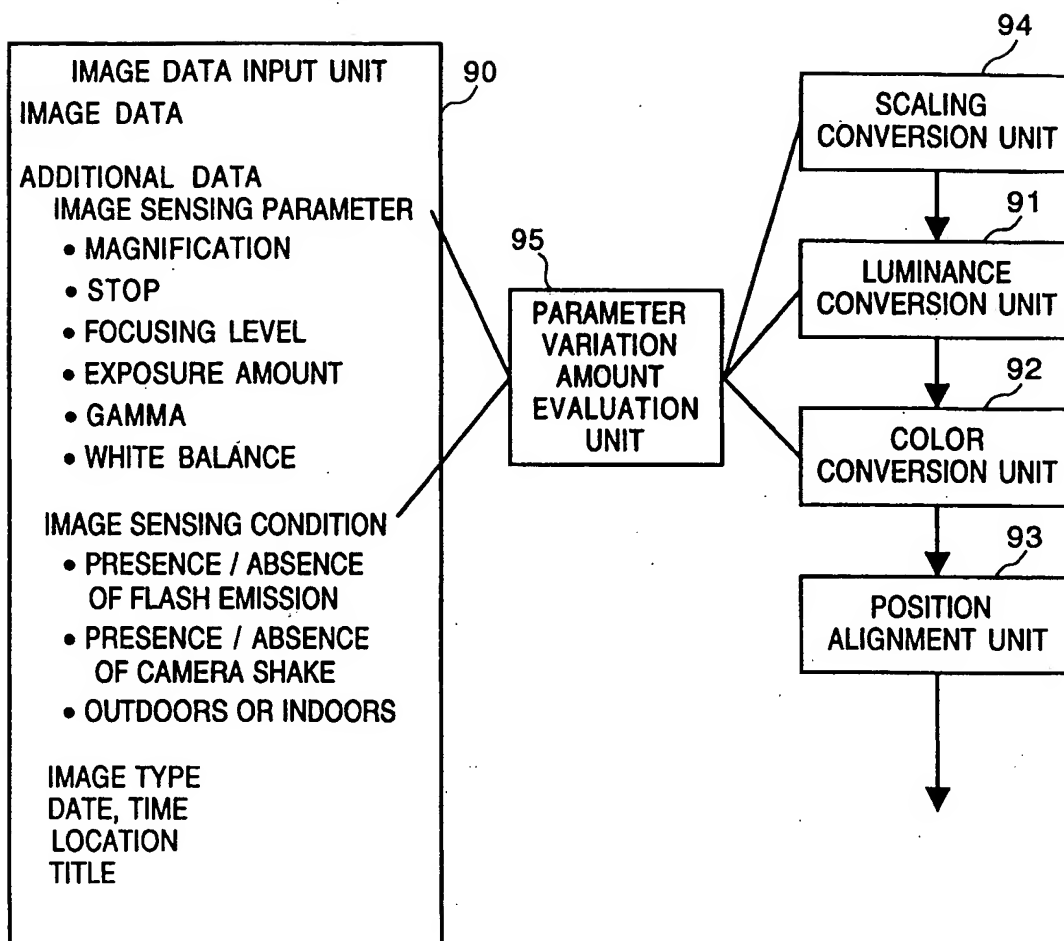 IMAGE DATA INPUT UNIT
90
IMAGE DATA
ADDITIONAL DATA
IMAGE SENSING PARAMETER
• MAGNIFICATION
• STOP
• FOCUSING LEVEL
• EXPOSURE AMOUNT
• GAMMA
• WHITE BALANCE
IMAGE SENSING CONDITION
• PRESENCE / ABSENCE
OF FLASH EMISSION
• PRESENCE / ABSENCE
OF CAMERA SHAKE
• OUTDOORS OR INDOORS
IMAGE TYPE
DATE, TIME
LOCATION
TITLE
95
PARAMETER
VARIATION
AMOUNT
EVALUATION
UNIT
94
SCALING
CONVERSION UNIT
91
LUMINANCE
CONVERSION UNIT
92
COLOR
CONVERSION UNIT
93
POSITION
ALIGNMENT UNIT